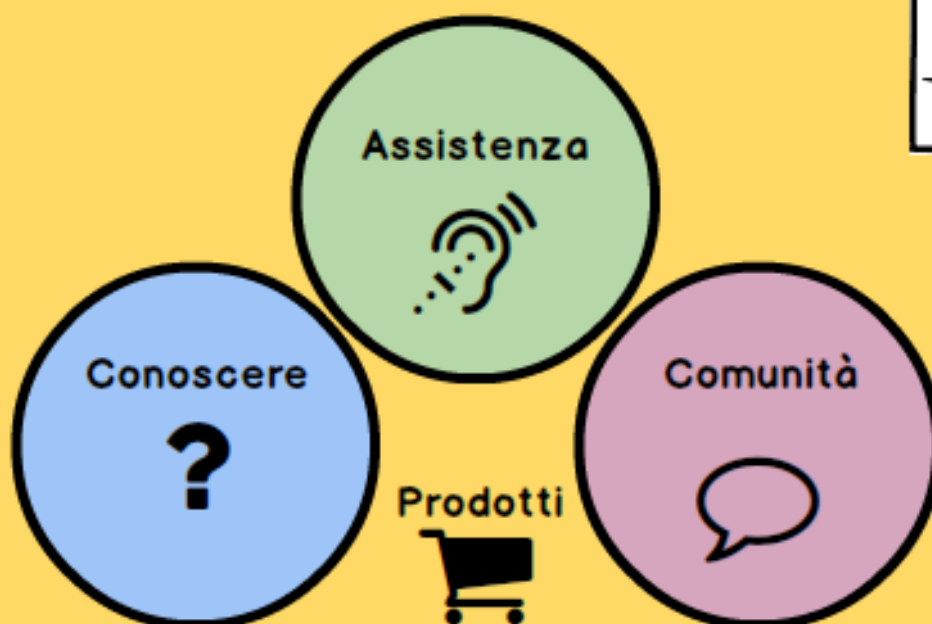 Assistenza
Conoscere
?
Comunità
Prodotti